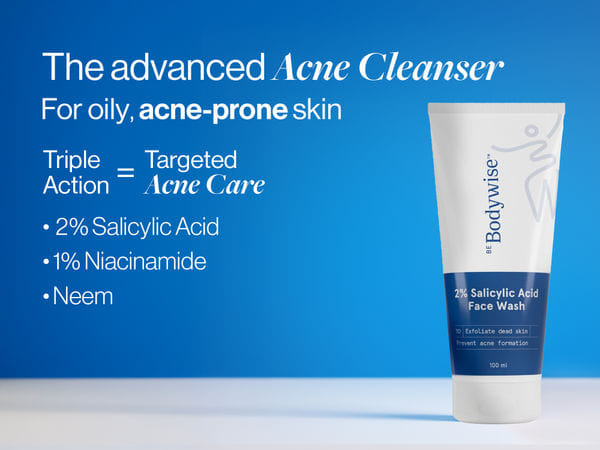 The advanced Acne Cleanser
For oily, acne-prone skin
Triple
Action
=
Targeted
Acne Care
• 2% Salicylic Acid
• 1% Niacinamide
• Neem
BE Bodywise™
2% Salicylic Acid
Face Wash
TO Exfoliate dead skin
Prevent acne formation
100 ml